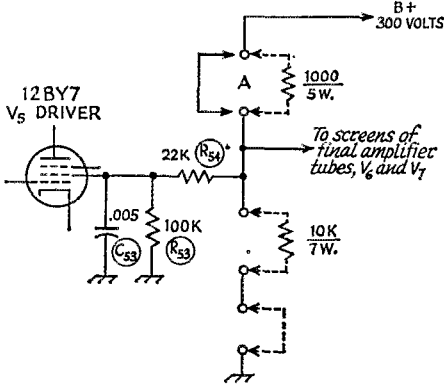 B+
300 VOLTS
A
1000
5W.
12BY7
V5 DRIVER
To screens of
final amplifier
tubes, V6 and V7
22K
R54
.005
C53
100K
R53
10K
7W.